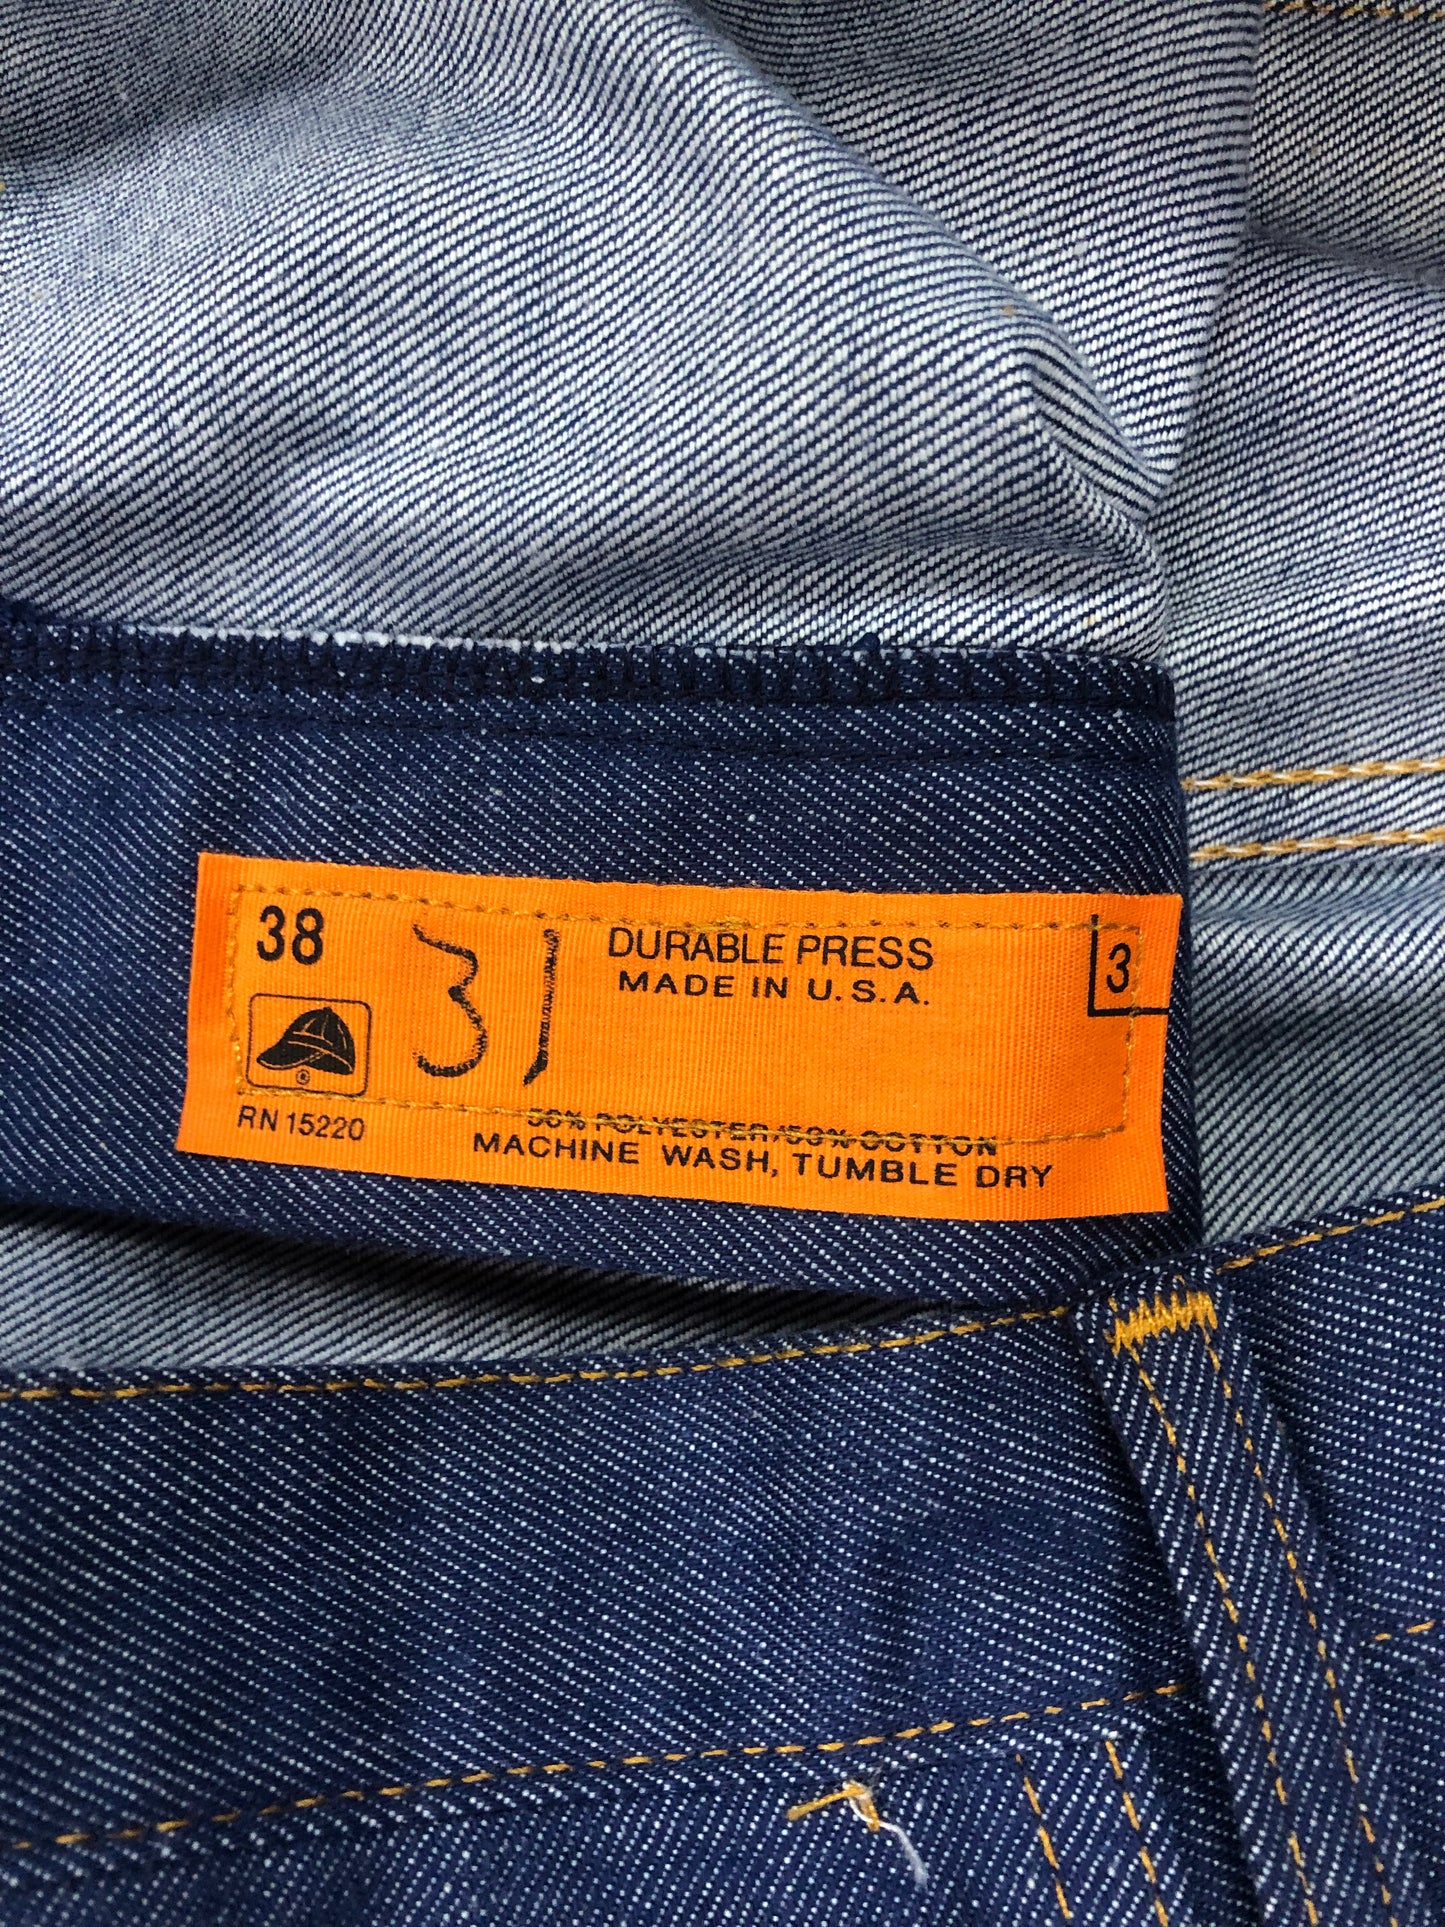 38
31
DURABLE PRESS
MADE IN U.S.A.
3
®
RN 15220
50% POLYESTER/50% COTTON
MACHINE WASH, TUMBLE DRY